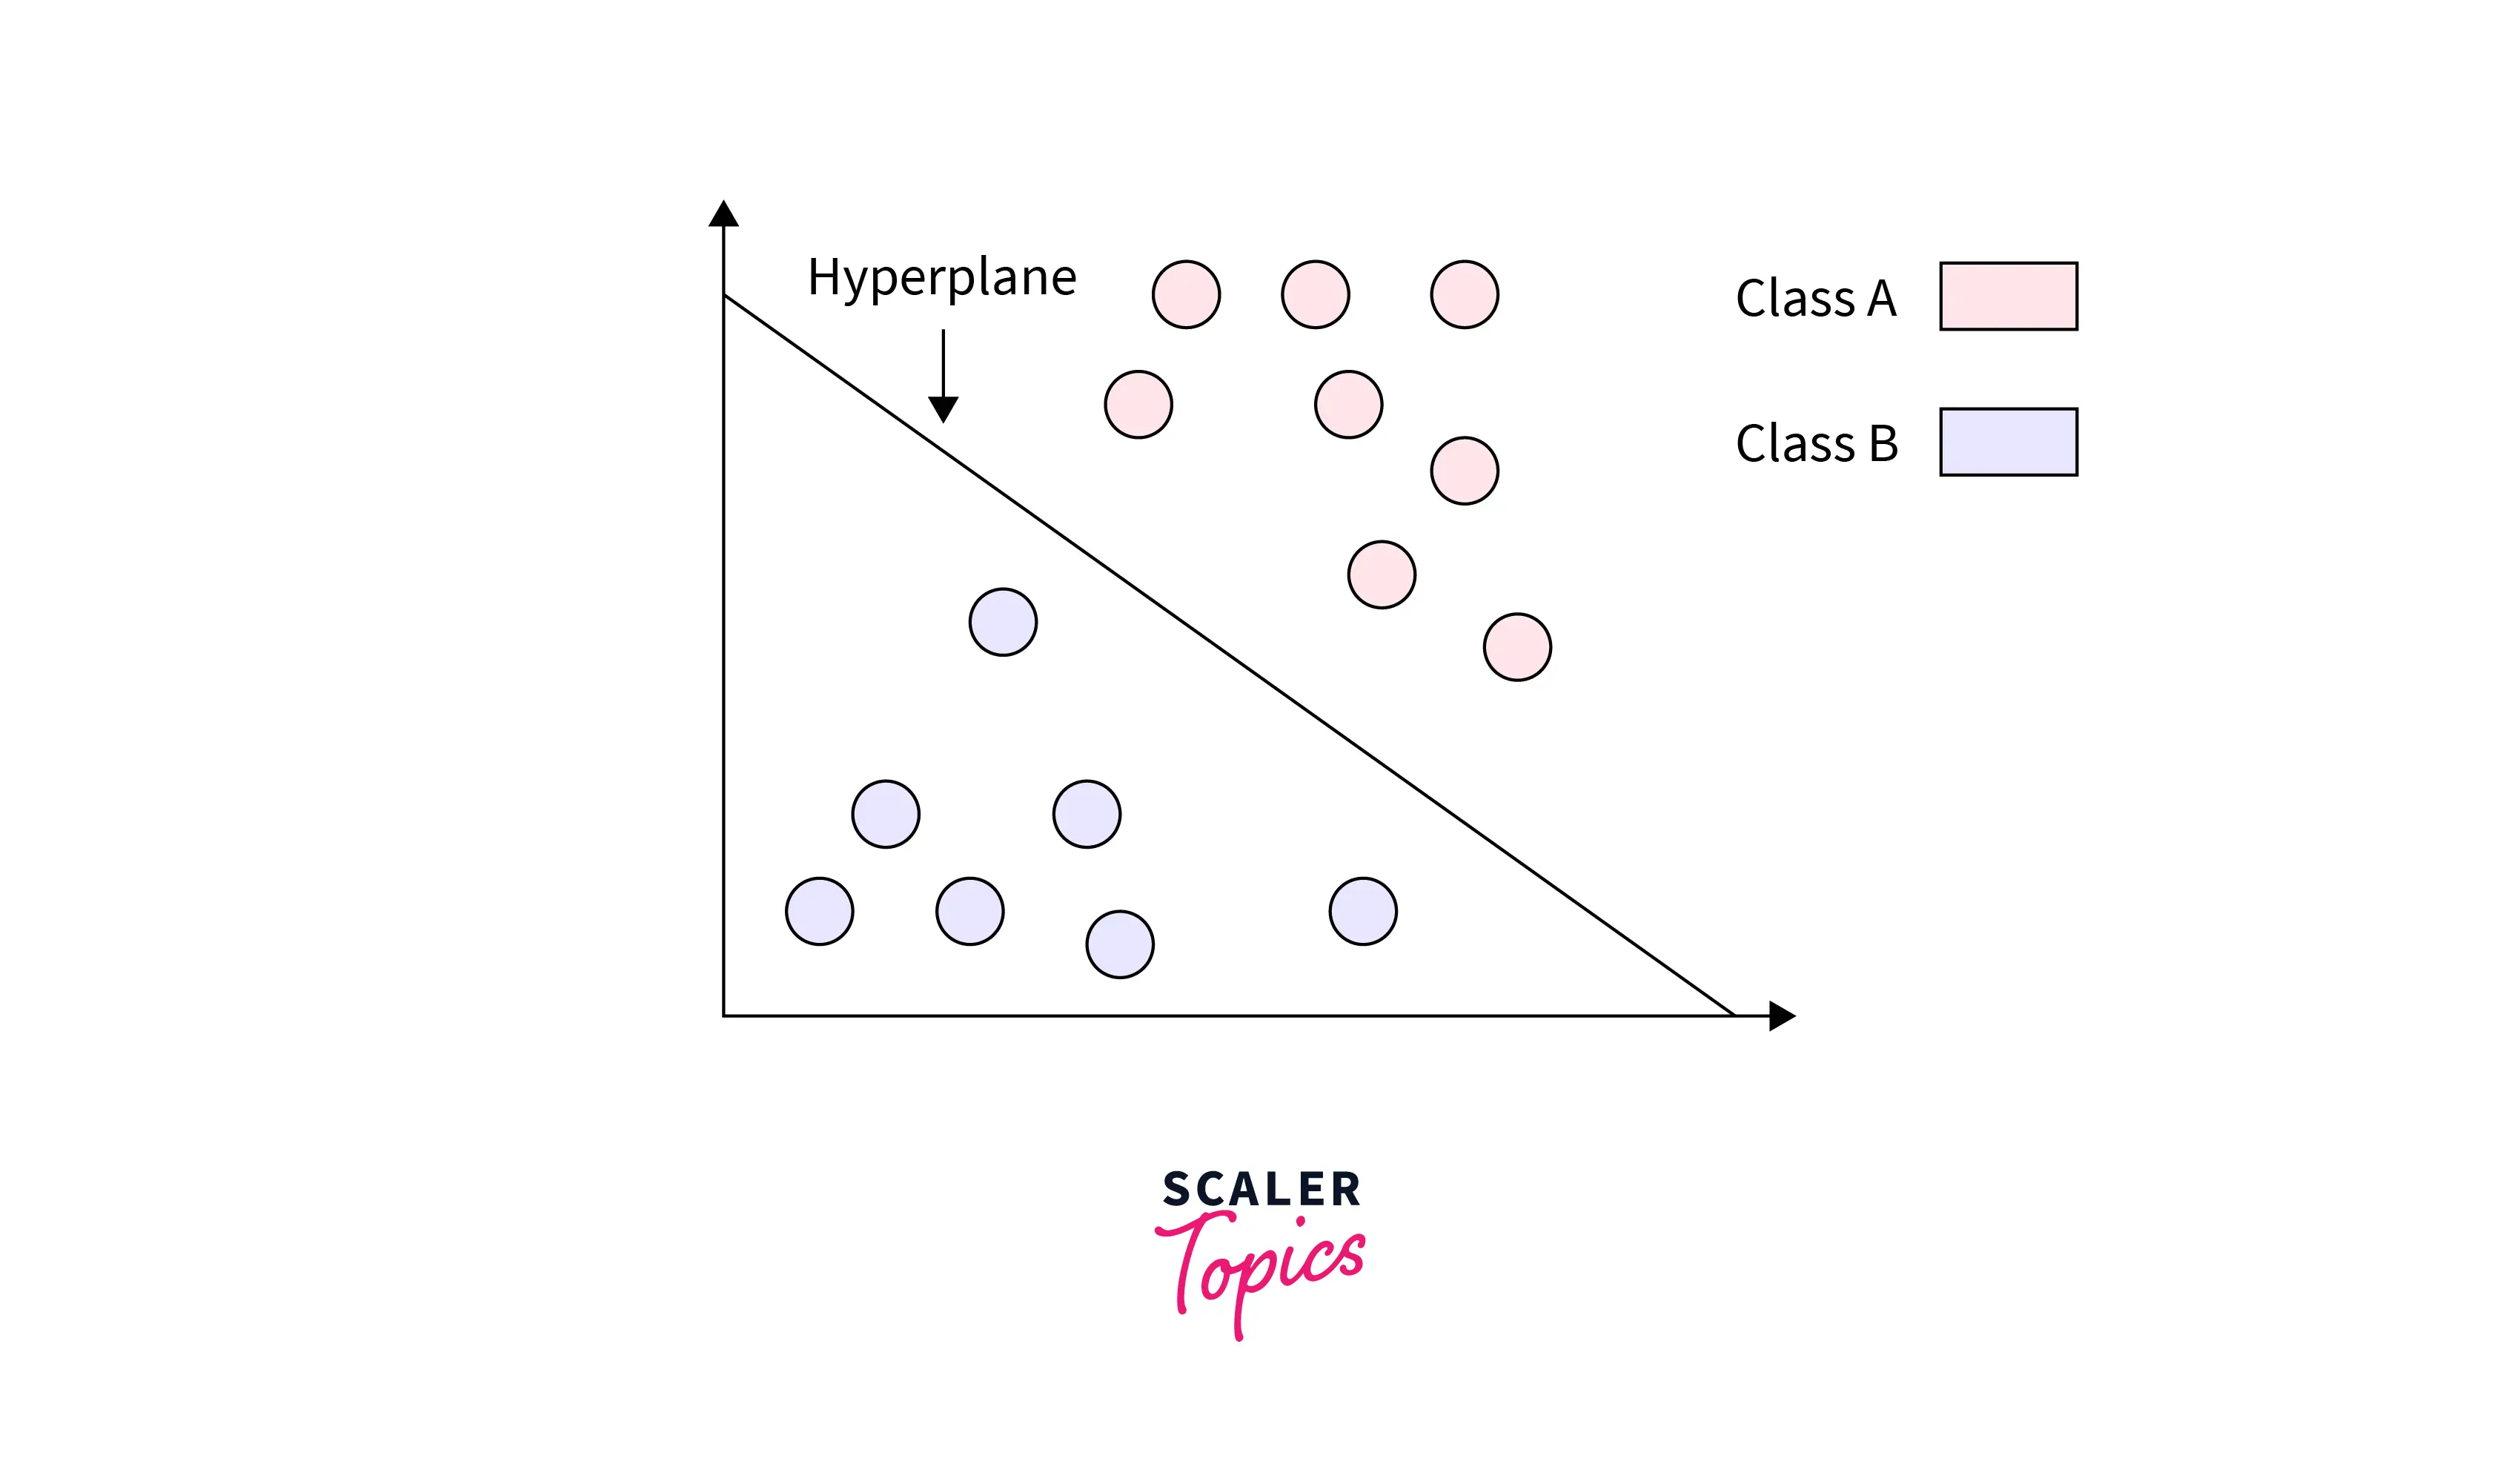 Hyperplane
Class A
Class B
SCALER
Topics